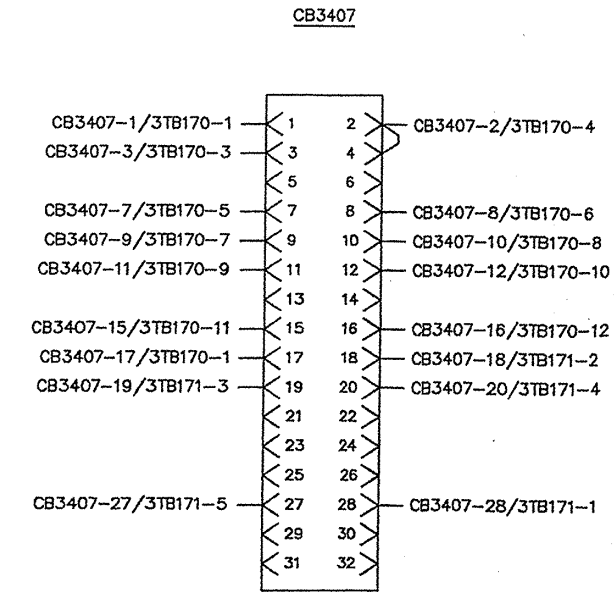 CB3407
CB3407-1/3TB170-1 1 2 CB3407-2/3TB170-4
CB3407-3/3TB170-3 3 4
5 6
CB3407-7/3TB170-5 7 8 CB3407-8/3TB170-6
CB3407-9/3TB170-7 9 10 CB3407-10/3TB170-8
CB3407-11/3TB170-9 11 12 CB3407-12/3TB170-10
13 14
CB3407-15/3TB170-11 15 16 CB3407-16/3TB170-12
CB3407-17/3TB170-1 17 18 CB3407-18/3TB171-2
CB3407-19/3TB171-3 19 20 CB3407-20/3TB171-4
21 22
23 24
25 26
CB3407-27/3TB171-5 27 28 CB3407-28/3TB171-1
29 30
31 32